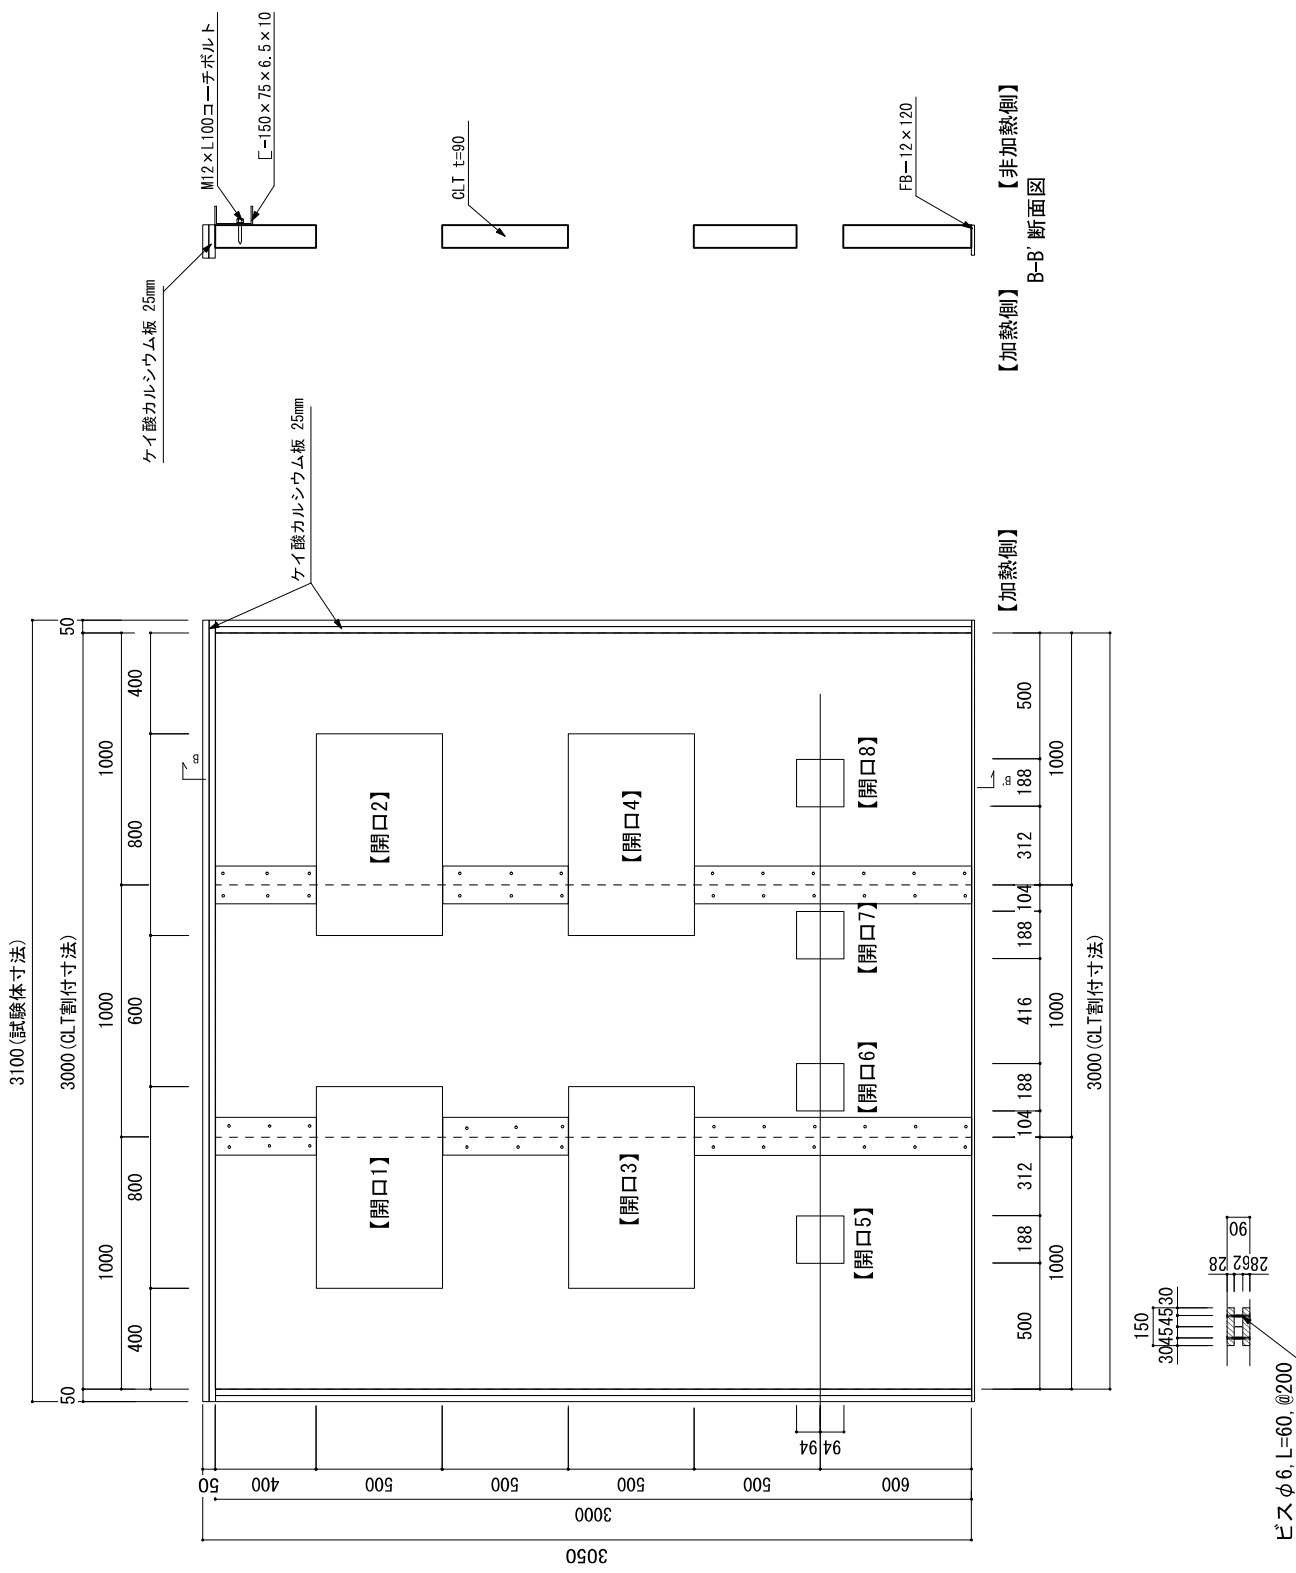 3100(試験体寸法)
3000(CLT割付寸法)
50
1000
1000
1000
50
400
800
600
800
400
ケイ酸カルシウム板 25mm
【開口1】
【開口2】
【開口3】
【開口4】
【開口5】
【開口6】
【開口7】
【開口8】
B
B'
50
400
500
500
500
500
600
94
94
3000
3050
500
188
312
104
188
416
188
104
312
188
500
1000
1000
1000
3000(CLT割付寸法)
【加熱側】
ケイ酸カルシウム板 25mm
M12×L100コーチボルト
[-150×75×6.5×10
CLT t=90
FB-12×120
【加熱側】
【非加熱側】
B-B' 断面図
150
30 45 45 30
28 62 28
90
ビスφ6, L=60, @200